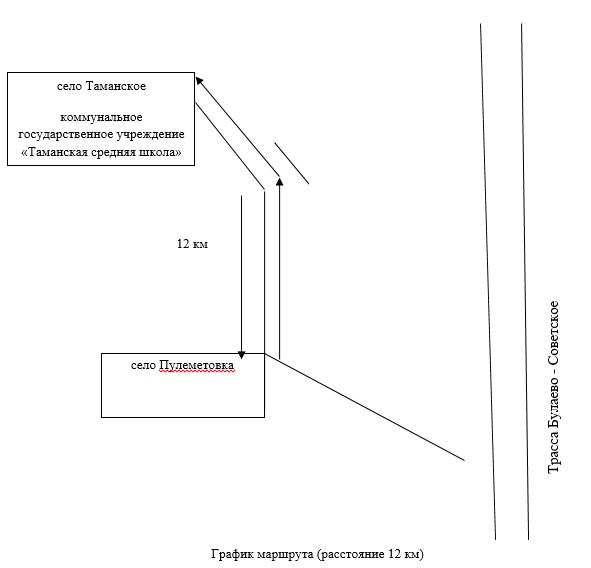 село Таманское
коммунальное
государственное учреждение
«Таманская средняя школа»
12 км
село Пулеметовка
Трасса Булаево - Советское
График маршрута (расстояние 12 км)